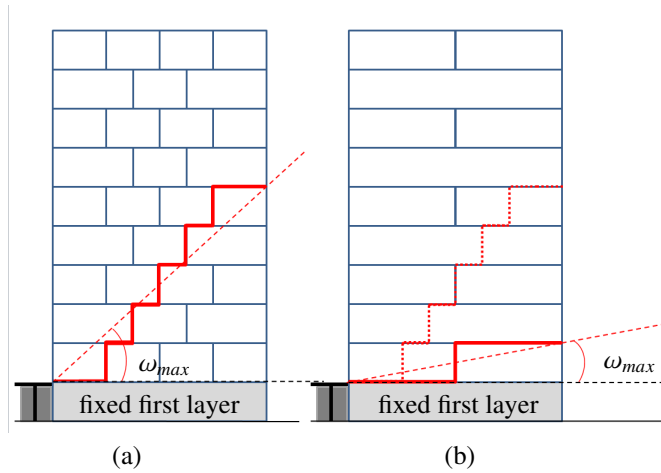 ω_max
ω_max
fixed first layer
fixed first layer
(a)
(b)